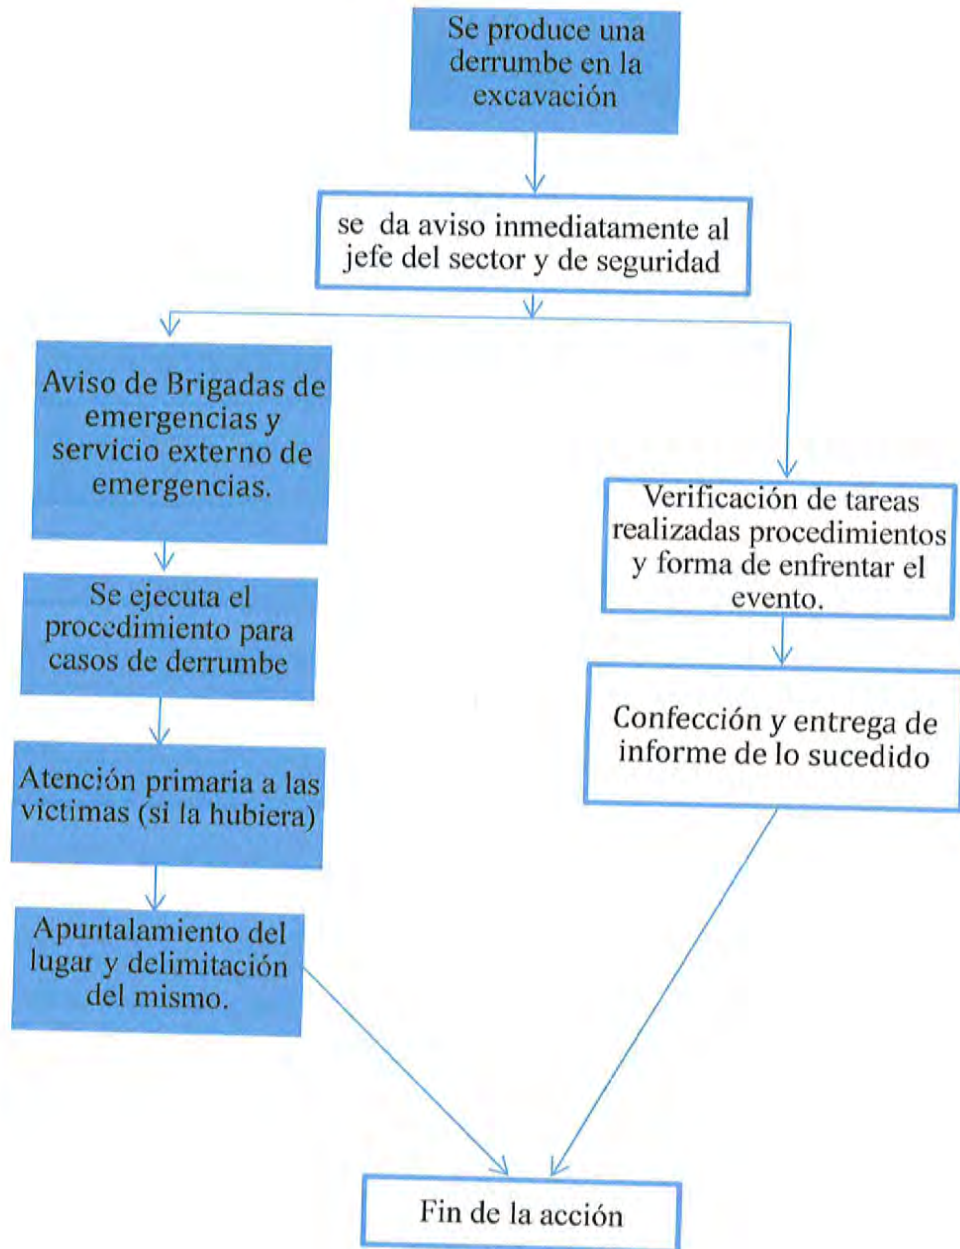 Se produce una
derrumbe en la
excavación
se da aviso inmediatamente al
jefe del sector y de seguridad
Aviso de Brigadas de
emergencias y
servicio externo de
emergencias.
Se ejecuta el
procedimiento para
casos de derrumbe
Atención primaria a las
victimas (si la hubiera)
Apuntalamiento del
lugar y delimitación
del mismo.
Verificación de tareas
realizadas procedimientos
y forma de enfrentar el
evento.
Confección y entrega de
informe de lo sucedido
Fin de la acción